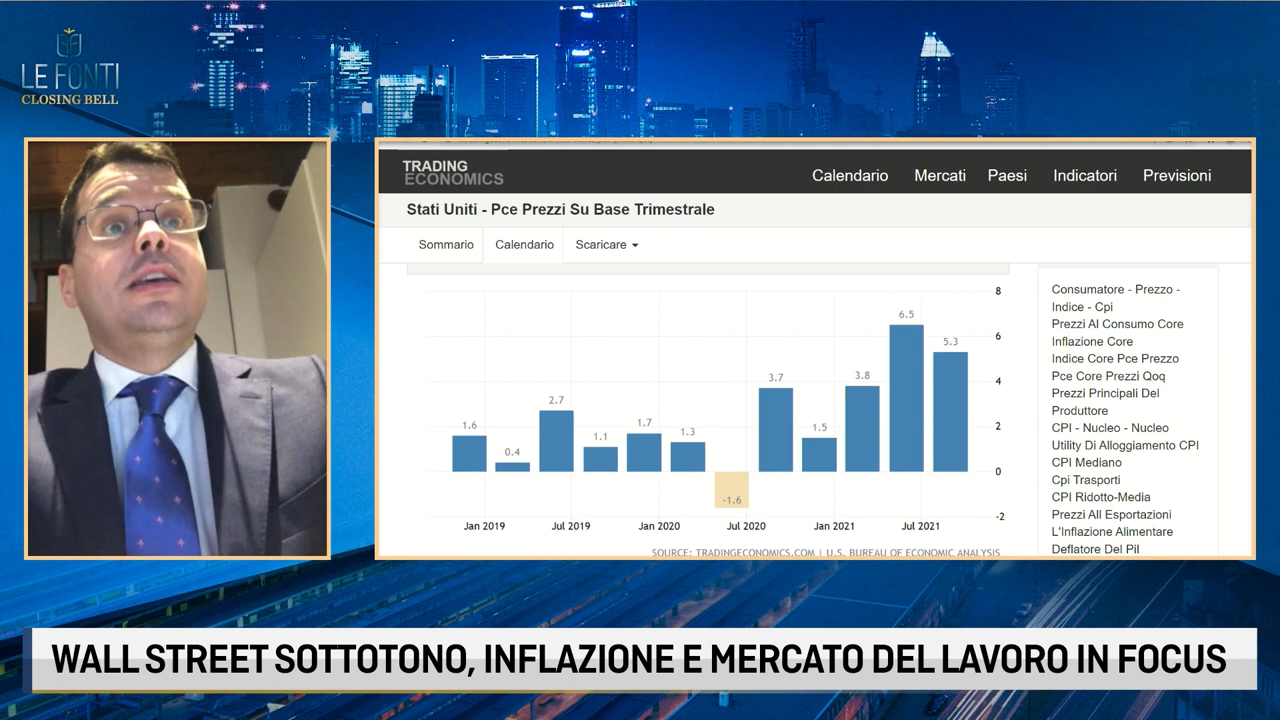 LE FONTI
CLOSING BELL
TRADING
ECONOMICS
Calendario Mercati Paesi Indicatori Previsioni
Stati Uniti - Pce Prezzi Su Base Trimestrale
Sommario Calendario Scaricare
8
6
4
2
0
-2
1.6
0.4
2.7
1.1
1.7
1.3
-1.6
3.7
1.5
3.8
6.5
5.3
Jan 2019 Jul 2019 Jan 2020 Jul 2020 Jan 2021 Jul 2021
SOURCE: TRADINGECONOMICS.COM | U.S. BUREAU OF ECONOMIC ANALYSIS
Consumatore - Prezzo -
Indice - Cpi
Prezzi Al Consumo Core
Inflazione Core
Indice Core Pce Prezzo
Pce Core Prezzi Qoq
Prezzi Principali Del
Produttore
CPI - Nucleo - Nucleo
Utility Di Alloggiamento CPI
CPI Mediano
Cpi Trasporti
CPI Ridotto-Media
Prezzi All Esportazioni
L'Inflazione Alimentare
Deflatore Del Pil
WALL STREET SOTTOTONO, INFLAZIONE E MERCATO DEL LAVORO IN FOCUS